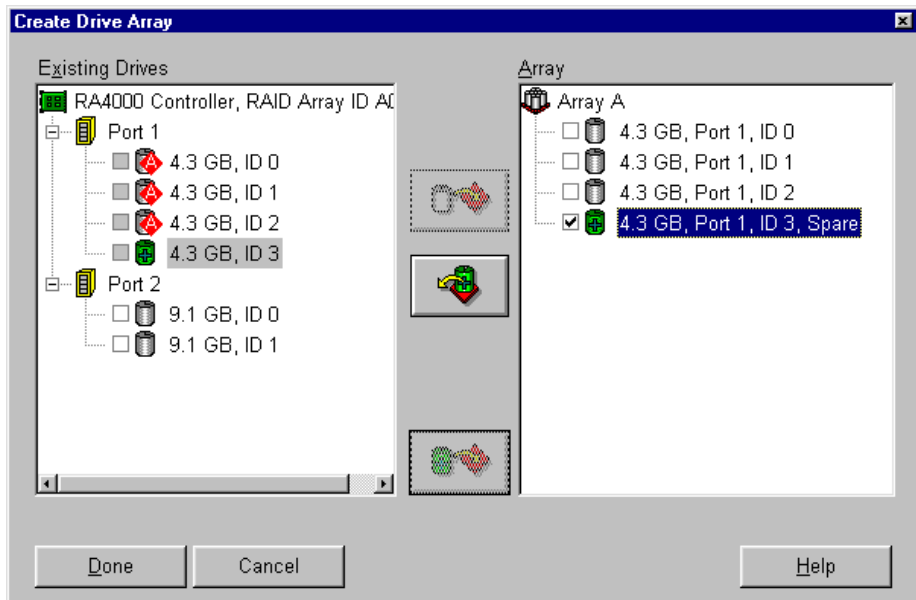 Create Drive Array
Existing Drives
RA4000 Controller, RAID Array ID
Port 1
4.3 GB, ID 0
4.3 GB, ID 1
4.3 GB, ID 2
4.3 GB, ID 3
Port 2
9.1 GB, ID 0
9.1 GB, ID 1
Array
Array A
4.3 GB, Port 1, ID 0
4.3 GB, Port 1, ID 1
4.3 GB, Port 1, ID 2
4.3 GB, Port 1, ID 3, Spare
Done
Cancel
Help